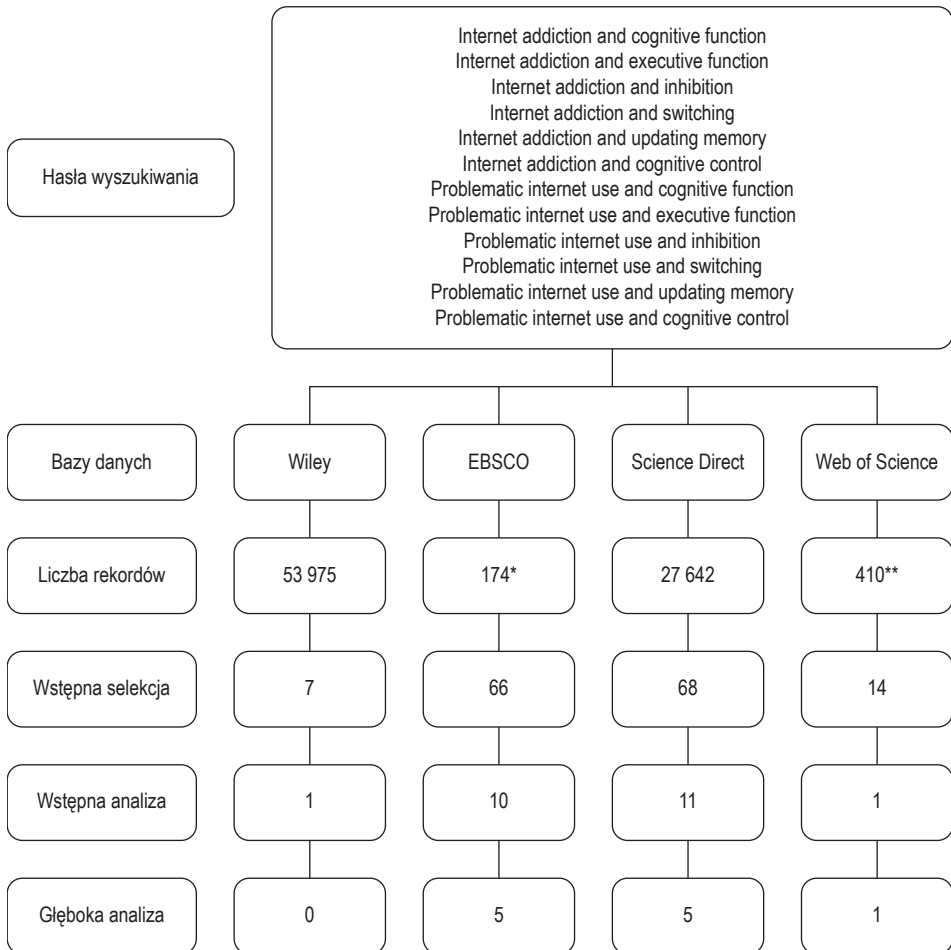 Internet addiction and cognitive function
Internet addiction and executive function
Internet addiction and inhibition
Internet addiction and switching
Internet addiction and updating memory
Internet addiction and cognitive control
Problematic internet use and cognitive function
Problematic internet use and executive function
Problematic internet use and inhibition
Problematic internet use and switching
Problematic internet use and updating memory
Problematic internet use and cognitive control
Hasła wyszukiwania
Bazy danych Wiley EBSCO Science Direct Web of Science
Liczba rekordów 53 975 174* 27 642 410**
Wstępna selekcja 7 66 68 14
Wstępna analiza 1 10 11 1
Głęboka analiza 0 5 5 1